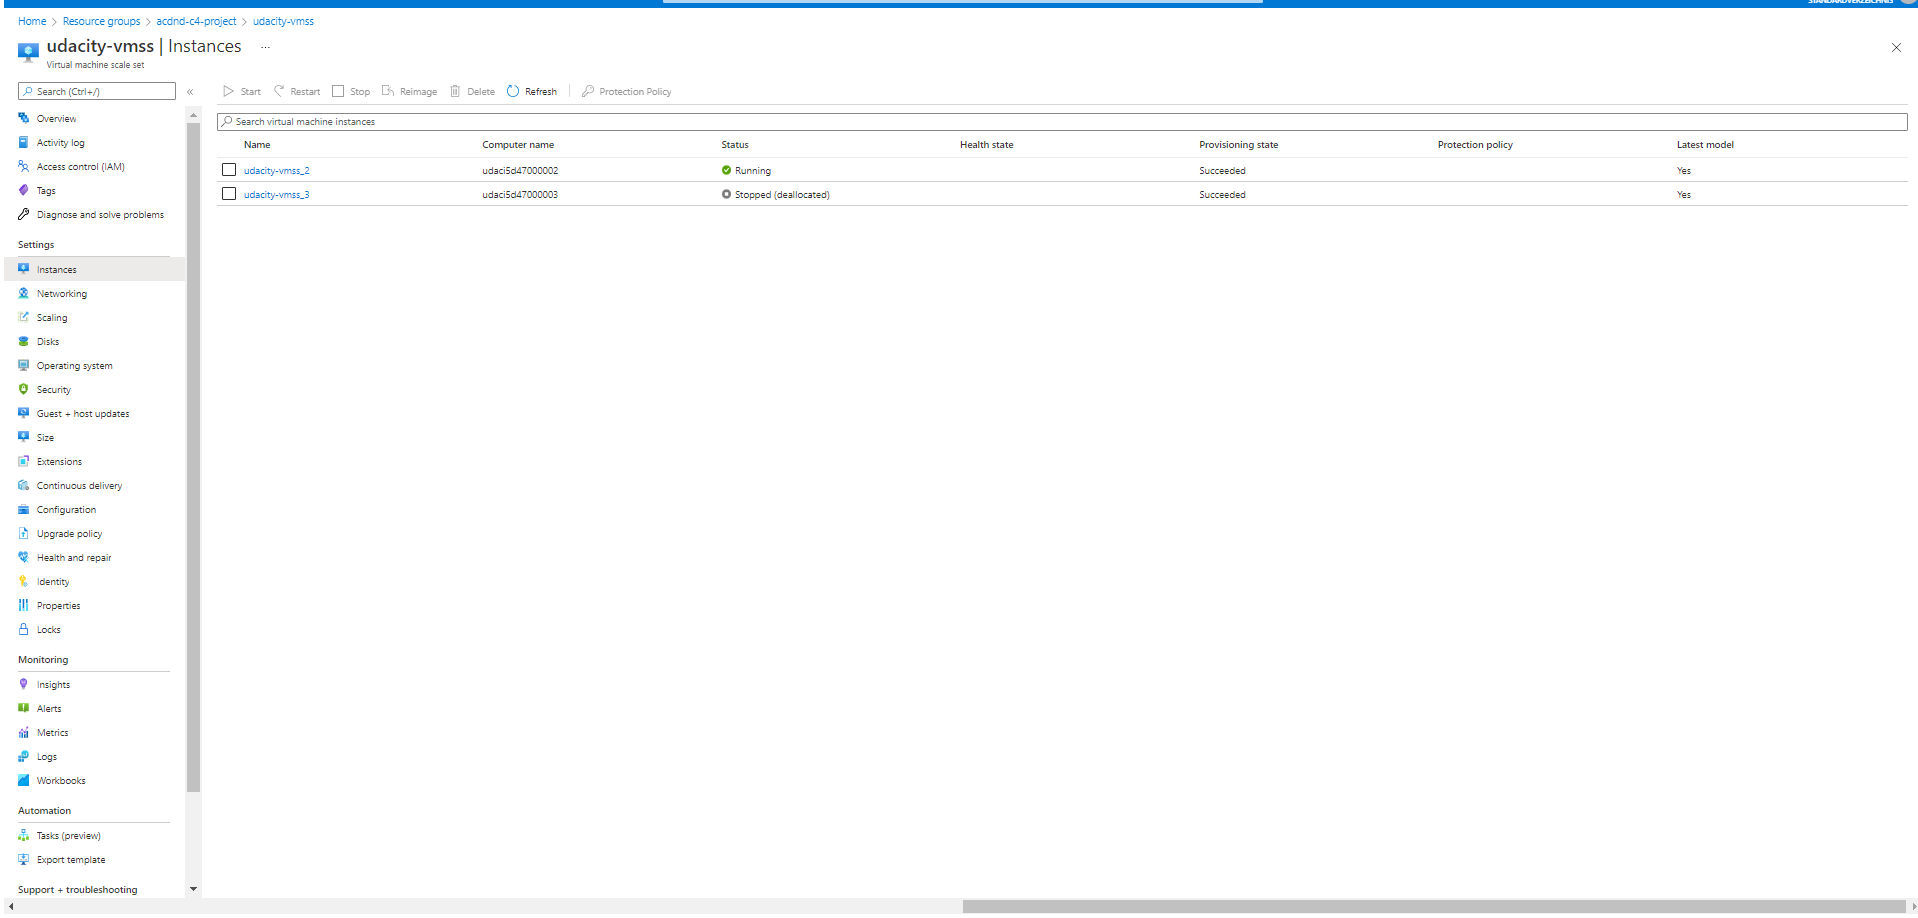 STANDARDVERZEICHNIS
Home > Resource groups > acdnd-c4-project > udacity-vmss
udacity-vmss | Instances ...
Virtual machine scale set
Search (Ctrl+/)
«
Start Restart Stop Reimage Delete Refresh Protection Policy
Search virtual machine instances
Name Computer name Status Health state Provisioning state Protection policy Latest model
udacity-vmss_2 udaci5d47000002 Running Succeeded Yes
udacity-vmss_3 udaci5d47000003 Stopped (deallocated) Succeeded Yes
Overview
Activity log
Access control (IAM)
Tags
Diagnose and solve problems
Settings
Instances
Networking
Scaling
Disks
Operating system
Security
Guest + host updates
Size
Extensions
Continuous delivery
Configuration
Upgrade policy
Health and repair
Identity
Properties
Locks
Monitoring
Insights
Alerts
Metrics
Logs
Workbooks
Automation
Tasks (preview)
Export template
Support + troubleshooting